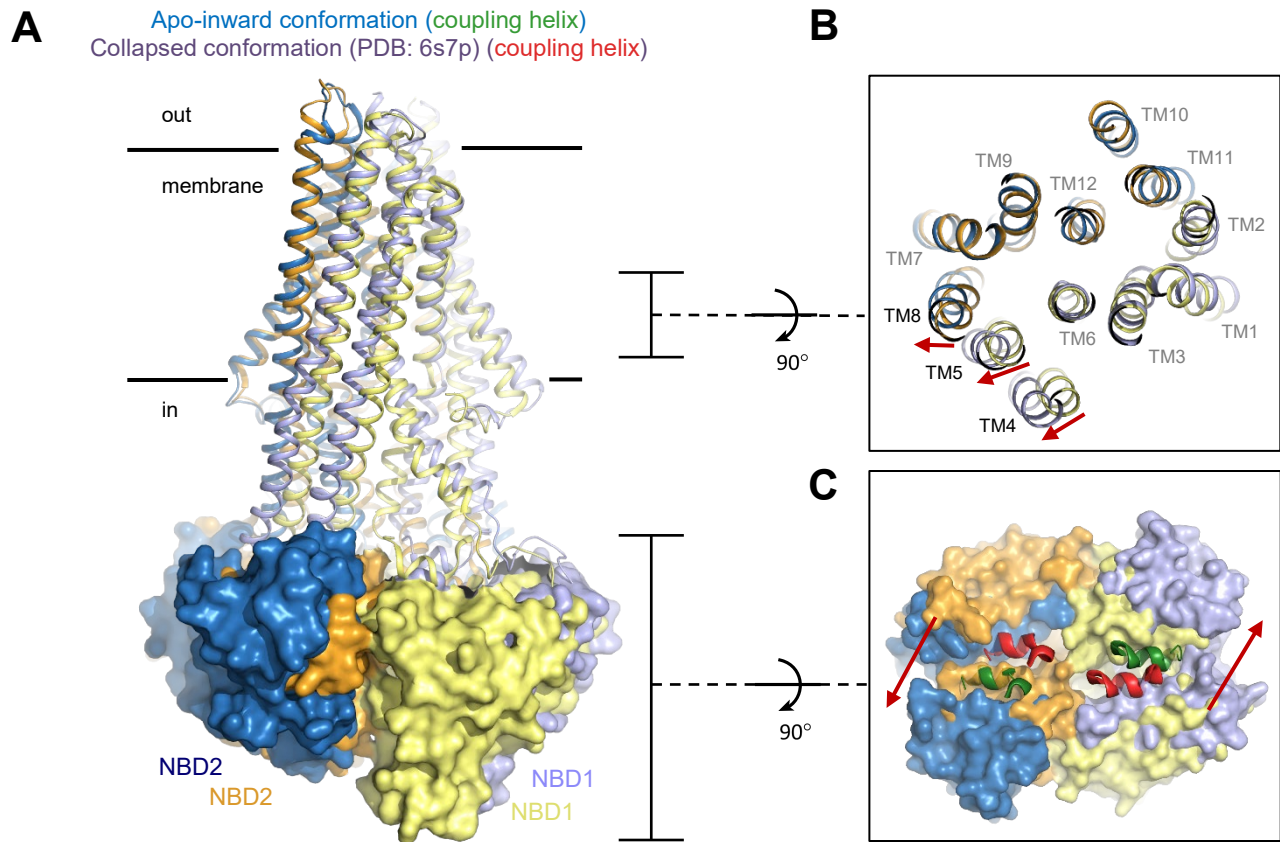 A
Apo-inward conformation (coupling helix)
Collapsed conformation (PDB: 6s7p) (coupling helix)
out
membrane
in
90°
90°
NBD2
NBD2
NBD1
NBD1
B
TM10
TM9
TM11
TM12
TM2
TM7
TM8
TM6
TM1
TM3
TM5
TM4
C